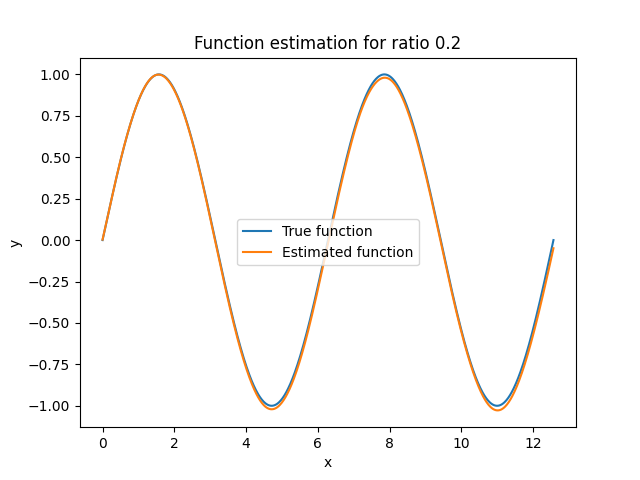 Function estimation for ratio 0.2
1.00
0.75
0.50
0.25
0.00
−0.25
−0.50
−0.75
−1.00
y
True function
Estimated function
0 2 4 6 8 10 12
x